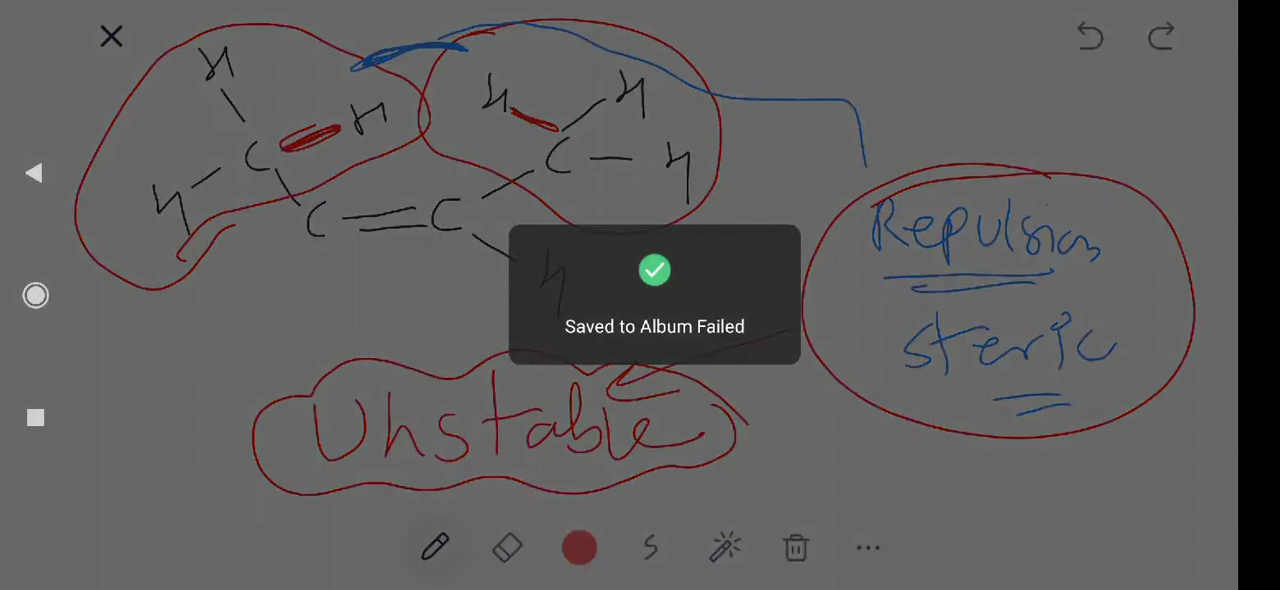 H
H H H
C C H
H
C = C
H
Saved to Album Failed
Repulsion
steric
Unstable